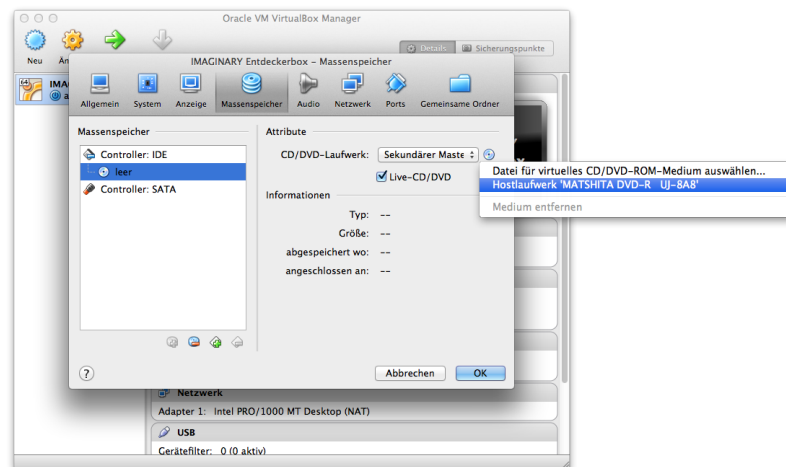 Oracle VM VirtualBox Manager
Neu
Details Sicherungspunkte
IMAGINARY Entdeckerbox – Massenspeicher
Allgemein System Anzeige Massenspeicher Audio Netzwerk Ports Gemeinsame Ordner
Massenspeicher
Controller: IDE
leer
Controller: SATA
Attribute
CD/DVD-Laufwerk: Sekundärer Maste
Live-CD/DVD
Informationen
Typ: --
Größe: --
abgespeichert wo: --
angeschlossen an: --
Datei für virtuelles CD/DVD-ROM-Medium auswählen...
Hostlaufwerk 'MATSHITA DVD-R UJ-8A8'
Medium entfernen
?
Abbrechen OK
Netzwerk
Adapter 1: Intel PRO/1000 MT Desktop (NAT)
USB
Gerätefilter: 0 (0 aktiv)